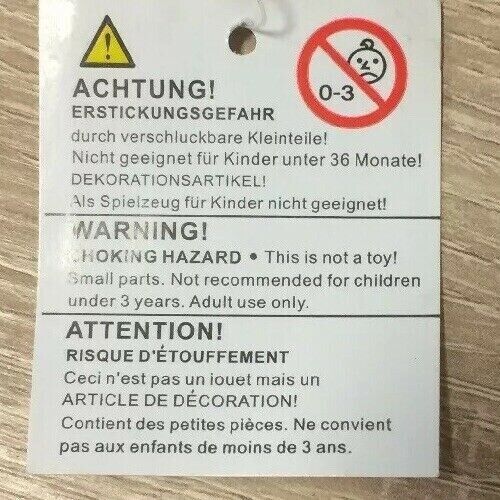 ACHTUNG!
0-3
ERSTICKUNGSGEFAHR
durch verschluckbare Kleinteile!
Nicht geeignet für Kinder unter 36 Monate!
DEKORATIONSARTIKEL!
Als Spielzeug für Kinder nicht geeignet!
WARNING!
CHOKING HAZARD • This is not a toy!
Small parts. Not recommended for children
under 3 years. Adult use only.
ATTENTION!
RISQUE D'ÉTOUFFEMENT
Ceci n'est pas un iouet mais un
ARTICLE DE DÉCORATION!
Contient des petites pièces. Ne convient
pas aux enfants de moins de 3 ans.